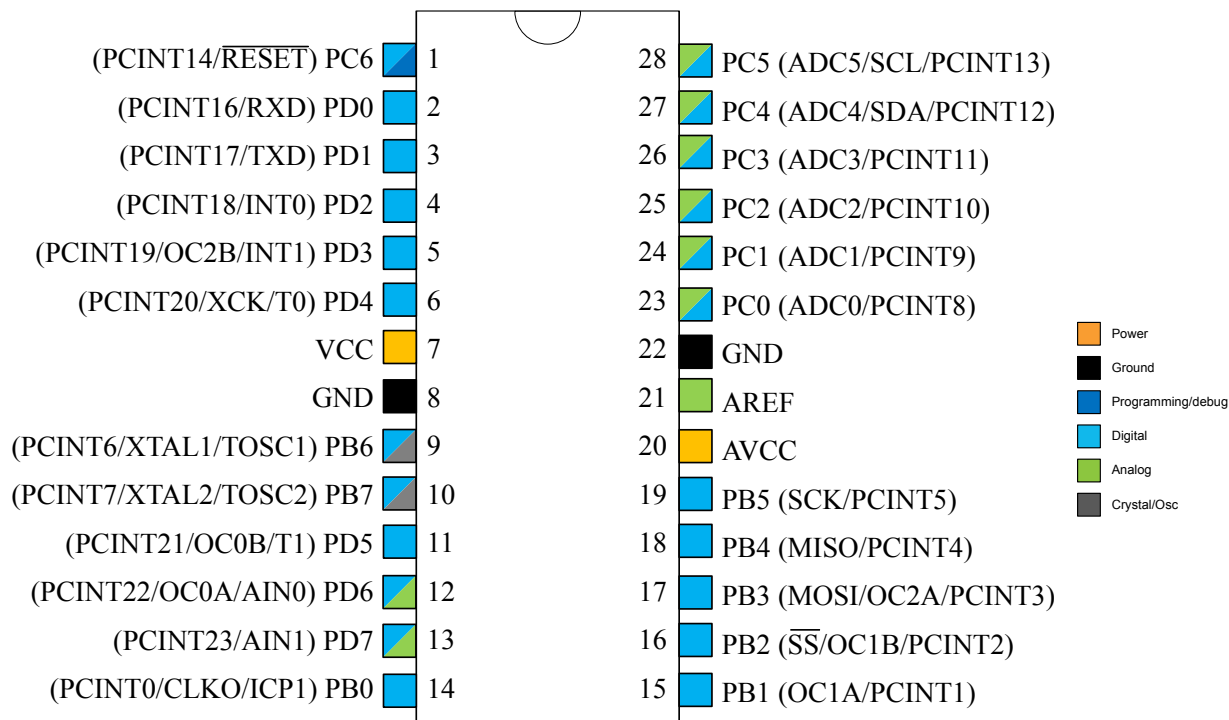 (PCINT14/RESET) PC6 1
(PCINT16/RXD) PD0 2
(PCINT17/TXD) PD1 3
(PCINT18/INT0) PD2 4
(PCINT19/OC2B/INT1) PD3 5
(PCINT20/XCK/T0) PD4 6
VCC 7
GND 8
(PCINT6/XTAL1/TOSC1) PB6 9
(PCINT7/XTAL2/TOSC2) PB7 10
(PCINT21/OC0B/T1) PD5 11
(PCINT22/OC0A/AIN0) PD6 12
(PCINT23/AIN1) PD7 13
(PCINT0/CLKO/ICP1) PB0 14
28 PC5 (ADC5/SCL/PCINT13)
27 PC4 (ADC4/SDA/PCINT12)
26 PC3 (ADC3/PCINT11)
25 PC2 (ADC2/PCINT10)
24 PC1 (ADC1/PCINT9)
23 PC0 (ADC0/PCINT8)
22 GND
21 AREF
20 AVCC
19 PB5 (SCK/PCINT5)
18 PB4 (MISO/PCINT4)
17 PB3 (MOSI/OC2A/PCINT3)
16 PB2 (SS/OC1B/PCINT2)
15 PB1 (OC1A/PCINT1)
Power
Ground
Programming/debug
Digital
Analog
Crystal/Osc